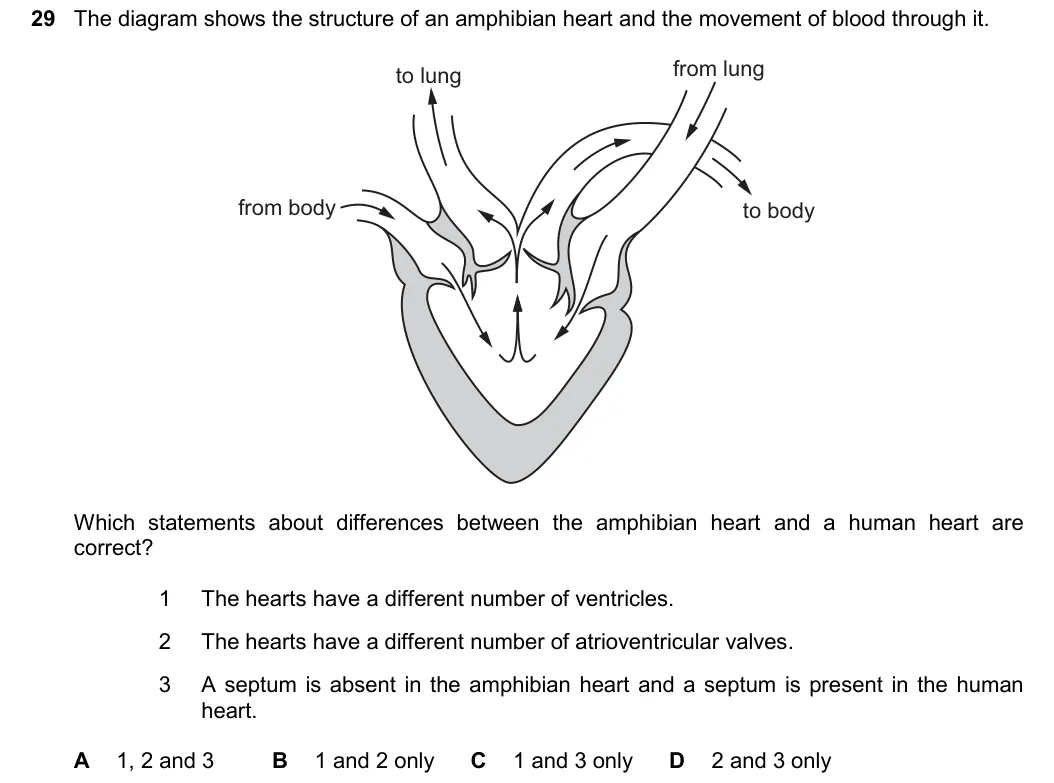 29 The diagram shows the structure of an amphibian heart and the movement of blood through it.
to lung
from lung
from body
to body
Which statements about differences between the amphibian heart and a human heart are
correct?
1 The hearts have a different number of ventricles.
2 The hearts have a different number of atrioventricular valves.
3 A septum is absent in the amphibian heart and a septum is present in the human
heart.
A 1, 2 and 3 B 1 and 2 only C 1 and 3 only D 2 and 3 only